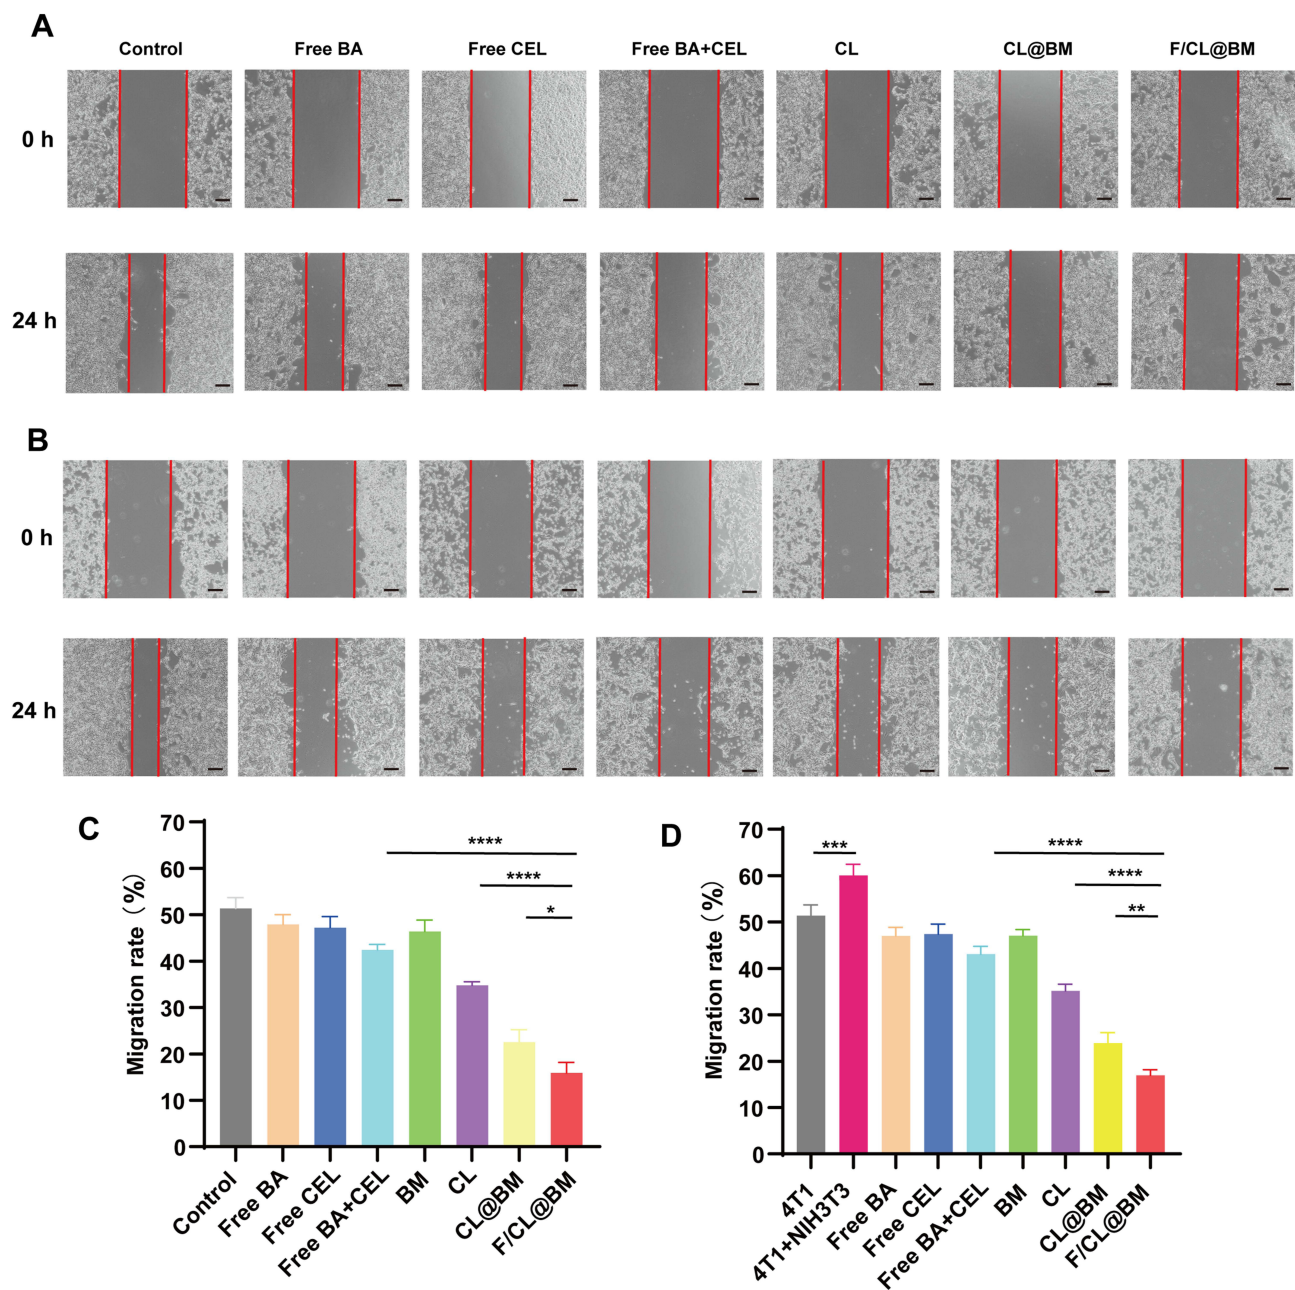 A
Control Free BA Free CEL Free BA+CEL CL CL@BM F/CL@BM
0 h
24 h
B
0 h
24 h
C
Migration rate (%)
70
60
50
40
30
20
10
0
****
****
*
Control
Free BA
Free CEL
Free BA+CEL
BM
CL
CL@BM
F/CL@BM
D
Migration rate (%)
70
60
50
40
30
20
10
0
***
****
****
**
4T1
4T1+NIH3T3
Free BA
Free CEL
Free BA+CEL
BM
CL
CL@BM
F/CL@BM